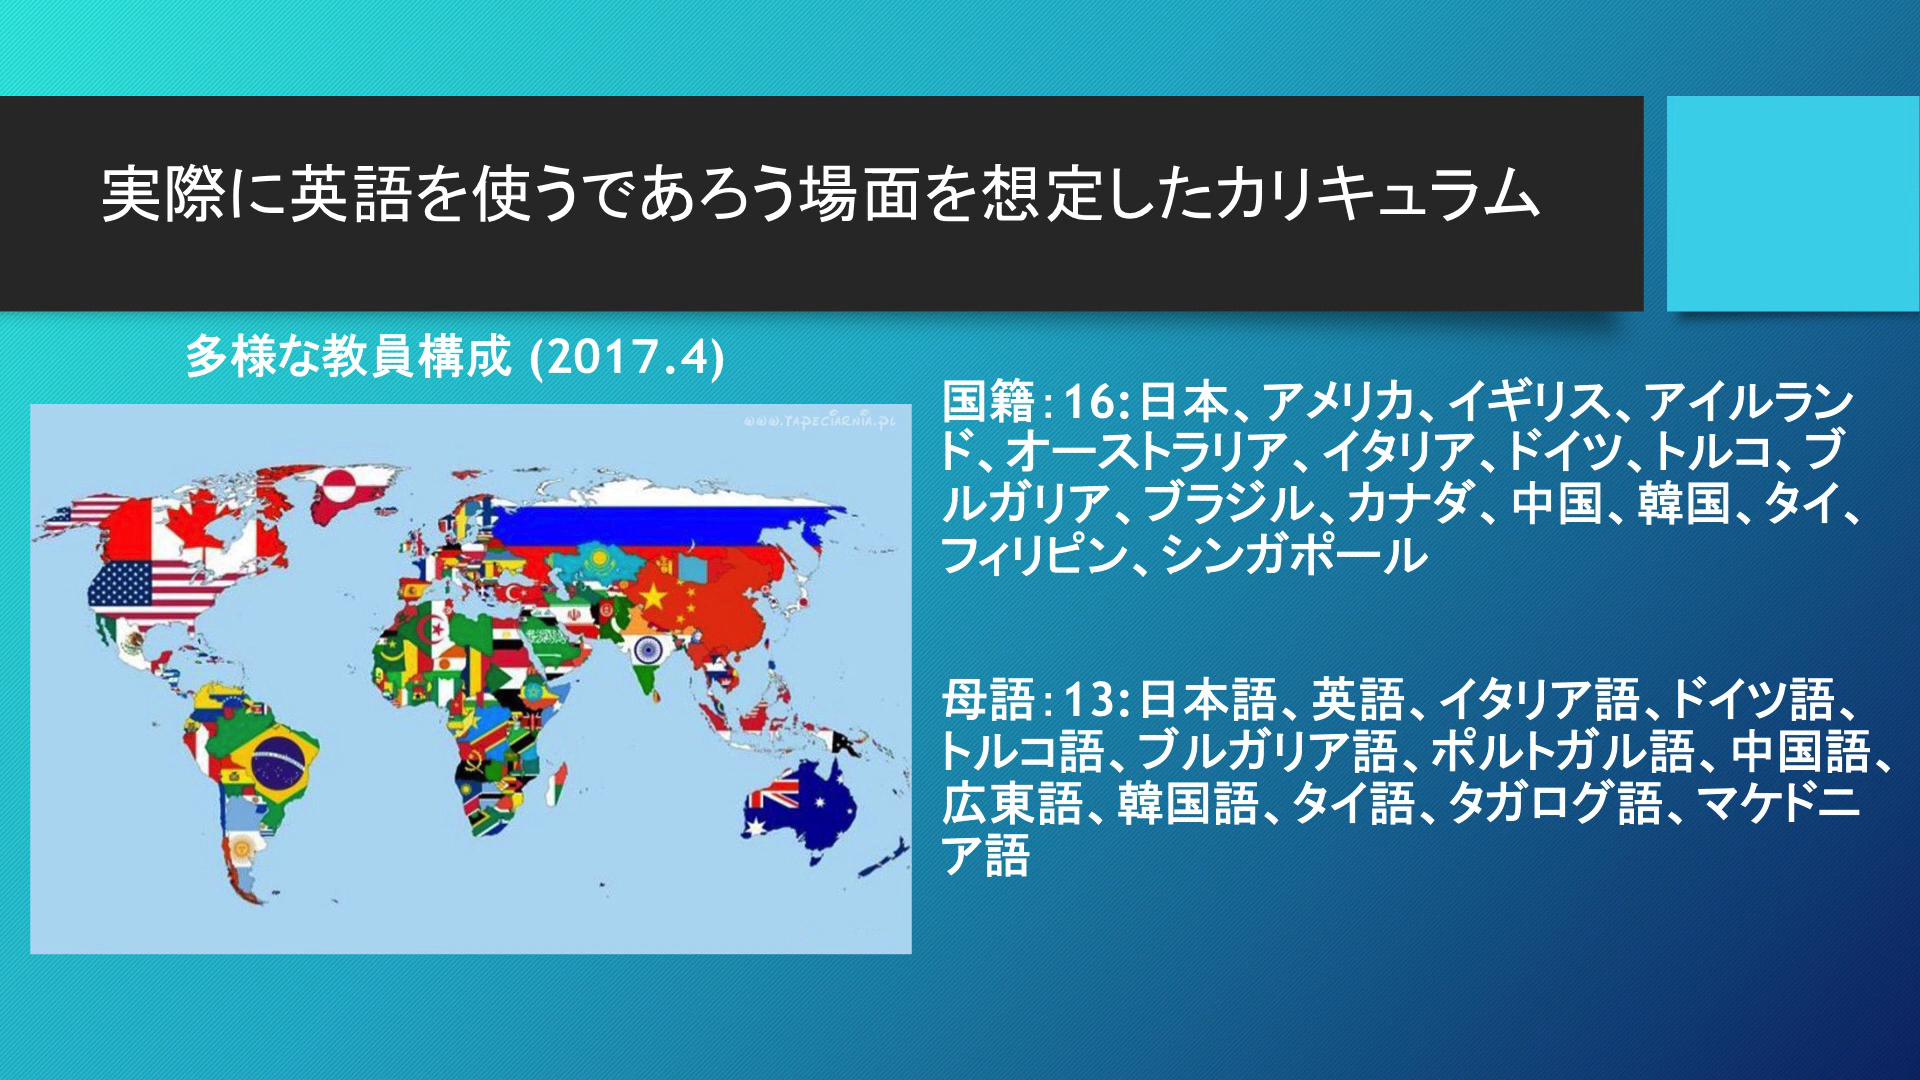 実際に英語を使うであろう場面を想定したカリキュラム
多様な教員構成 (2017.4)
www.tapeciarnia.pl
国籍：16:日本、アメリカ、イギリス、アイルラン
ド、オーストラリア、イタリア、ドイツ、トルコ、ブ
ルガリア、ブラジル、カナダ、中国、韓国、タイ、
フィリピン、シンガポール
母語：13:日本語、英語、イタリア語、ドイツ語、
トルコ語、ブルガリア語、ポルトガル語、中国語、
広東語、韓国語、タイ語、タガログ語、マケドニ
ア語